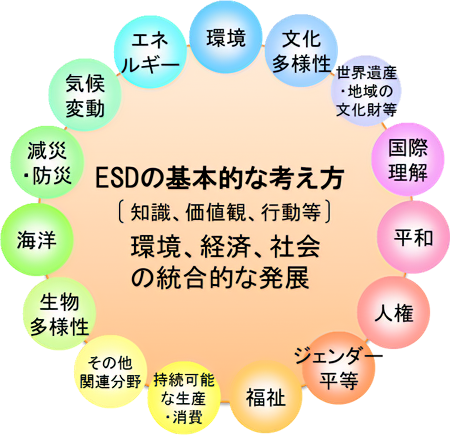 環境
文化
多様性
世界遺産
・地域の
文化財等
国際
理解
平和
人権
ジェンダー
平等
福祉
持続可能
な生産
・消費
その他
関連分野
生物
多様性
海洋
減災
・防災
気候
変動
エネ
ルギー
ESDの基本的な考え方
〔知識、価値観、行動等〕
環境、経済、社会
の統合的な発展